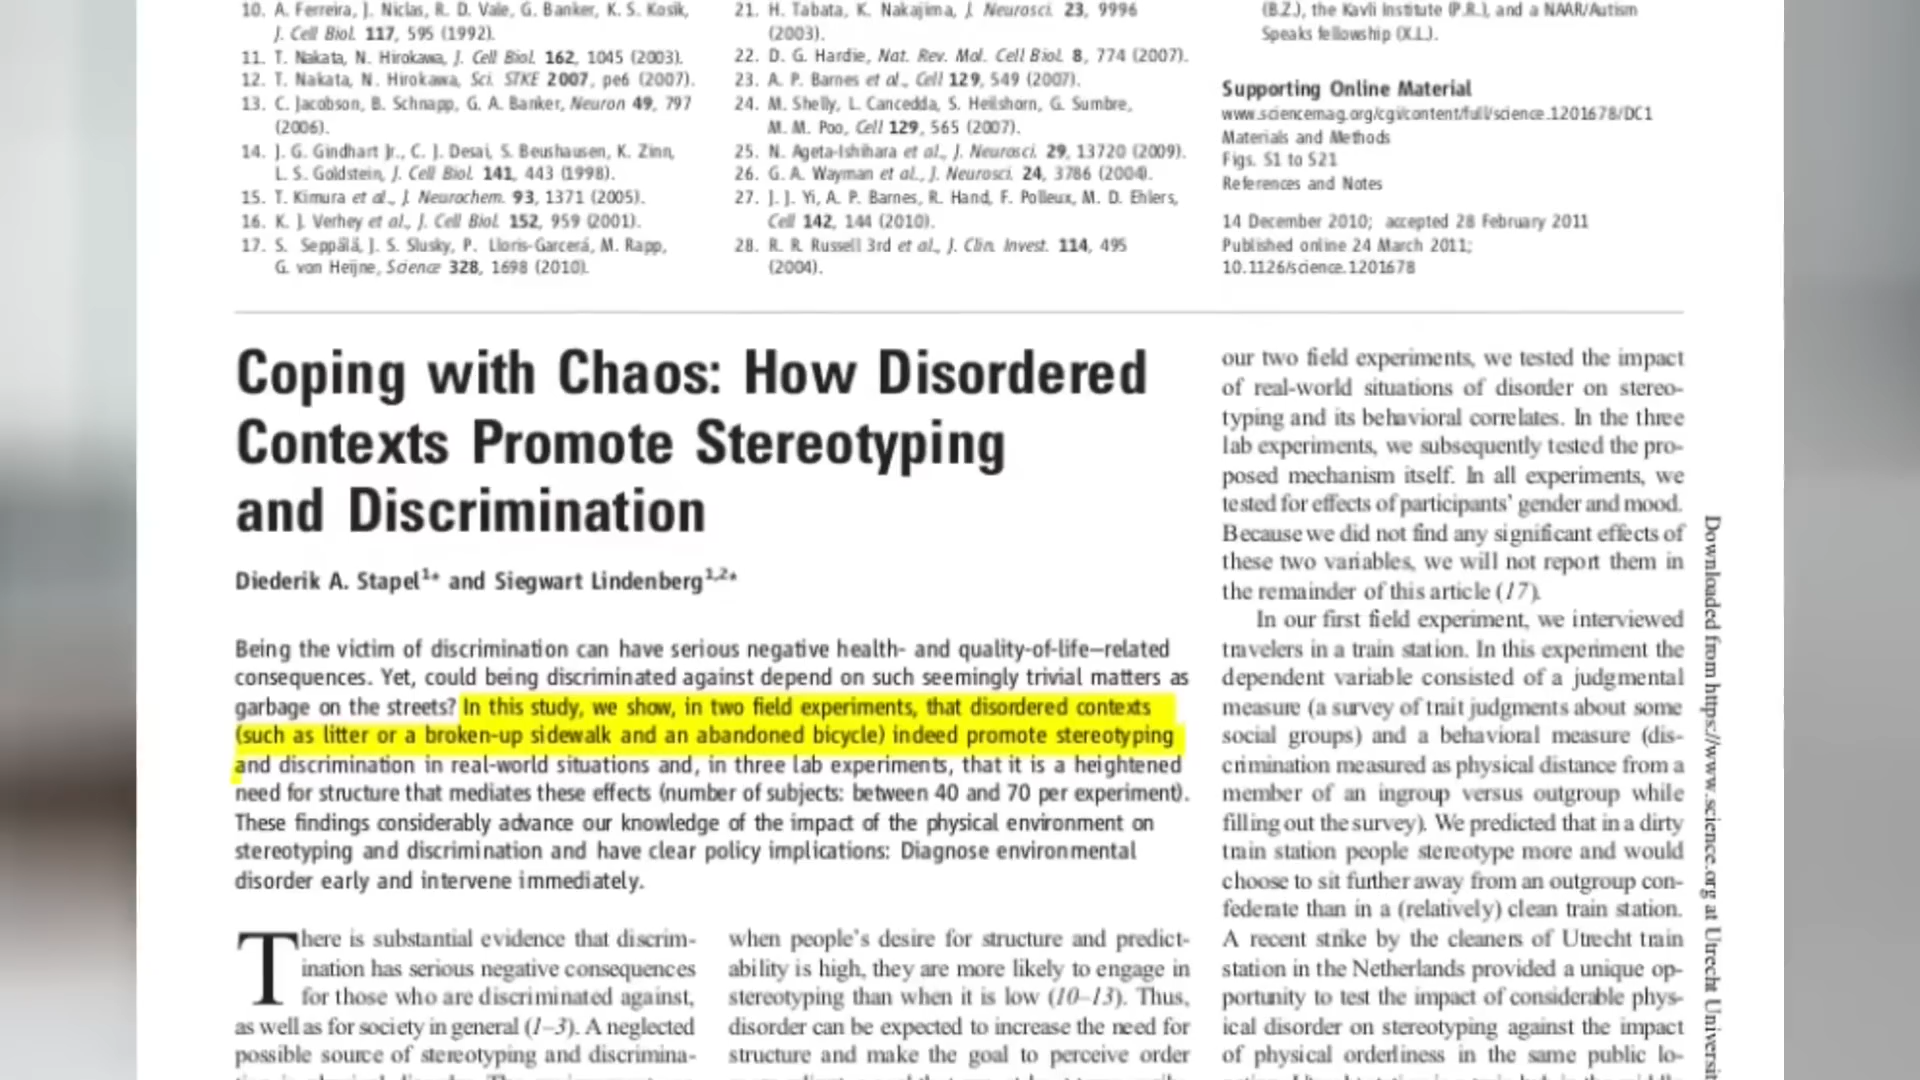 10. A. Ferreira, J. Niclas, R. D. Vale, G. Banker, K. S. Kosik,
J. Cell Biol. 117, 595 (1992).
11. T. Nakata, N. Hirokawa, J. Cell Biol. 162, 1045 (2003).
12. T. Nakata, N. Hirokawa, Sci. STKE 2007, pe6 (2007).
13. C. Jacobson, B. Schnapp, G. A. Banker, Neuron 49, 797
(2006).
14. J. G. Gindhart Jr., C. J. Desai, S. Beushausen, K. Zinn,
L. S. Goldstein, J. Cell Biol. 141, 443 (1998).
15. T. Kimura et al., J. Neurochem. 93, 1371 (2005).
16. K. J. Verhey et al., J. Cell Biol. 152, 959 (2001).
17. S. Seppälä, J. S. Slusky, P. Lloris-Garcerá, M. Rapp,
G. von Heijne, Science 328, 1698 (2010).
21. H. Tabata, K. Nakajima, J. Neurosci. 23, 9996
(2003).
22. D. G. Hardie, Nat. Rev. Mol. Cell Biol. 8, 774 (2007).
23. A. P. Barnes et al., Cell 129, 549 (2007).
24. M. Shelly, L. Cancedda, S. Heilshorn, G. Sumbre,
M. M. Poo, Cell 129, 565 (2007).
25. N. Ageta-Ishihara et al., J. Neurosci. 29, 13720 (2009).
26. G. A. Wayman et al., J. Neurosci. 24, 3786 (2004).
27. J. J. Yi, A. P. Barnes, R. Hand, F. Polleux, M. D. Ehlers,
Cell 142, 144 (2010).
28. R. R. Russell 3rd et al., J. Clin. Invest. 114, 495
(2004).
(B.Z.), the Kavli Institute (P.R.), and a NAAR/Autism
Speaks fellowship (X.L.).
Supporting Online Material
www.sciencemag.org/cgi/content/full/science.1201678/DC1
Materials and Methods
Figs. S1 to S21
References and Notes
14 December 2010; accepted 28 February 2011
Published online 24 March 2011;
10.1126/science.1201678
Coping with Chaos: How Disordered
Contexts Promote Stereotyping
and Discrimination
Diederik A. Stapel1* and Siegwart Lindenberg1,2*
Being the victim of discrimination can have serious negative health- and quality-of-life–related
consequences. Yet, could being discriminated against depend on such seemingly trivial matters as
garbage on the streets? In this study, we show, in two field experiments, that disordered contexts
(such as litter or a broken-up sidewalk and an abandoned bicycle) indeed promote stereotyping
and discrimination in real-world situations and, in three lab experiments, that it is a heightened
need for structure that mediates these effects (number of subjects: between 40 and 70 per experiment).
These findings considerably advance our knowledge of the impact of the physical environment on
stereotyping and discrimination and have clear policy implications: Diagnose environmental
disorder early and intervene immediately.
There is substantial evidence that discrim-
ination has serious negative consequences
for those who are discriminated against,
as well as for society in general (1–3). A neglected
possible source of stereotyping and discrimina-
when people's desire for structure and predict-
ability is high, they are more likely to engage in
stereotyping than when it is low (10–13). Thus,
disorder can be expected to increase the need for
structure and make the goal to perceive order
our two field experiments, we tested the impact
of real-world situations of disorder on stereo-
typing and its behavioral correlates. In the three
lab experiments, we subsequently tested the pro-
posed mechanism itself. In all experiments, we
tested for effects of participants' gender and mood.
Because we did not find any significant effects of
these two variables, we will not report them in
the remainder of this article (17).
In our first field experiment, we interviewed
travelers in a train station. In this experiment the
dependent variable consisted of a judgmental
measure (a survey of trait judgments about some
social groups) and a behavioral measure (dis-
crimination measured as physical distance from a
member of an ingroup versus outgroup while
filling out the survey). We predicted that in a dirty
train station people stereotype more and would
choose to sit further away from an outgroup con-
federate than in a (relatively) clean train station.
A recent strike by the cleaners of Utrecht train
station in the Netherlands provided a unique op-
portunity to test the impact of considerable phys-
ical disorder on stereotyping against the impact
of physical orderliness in the same public lo-
Downloaded from https://www.science.org at Utrecht Universi